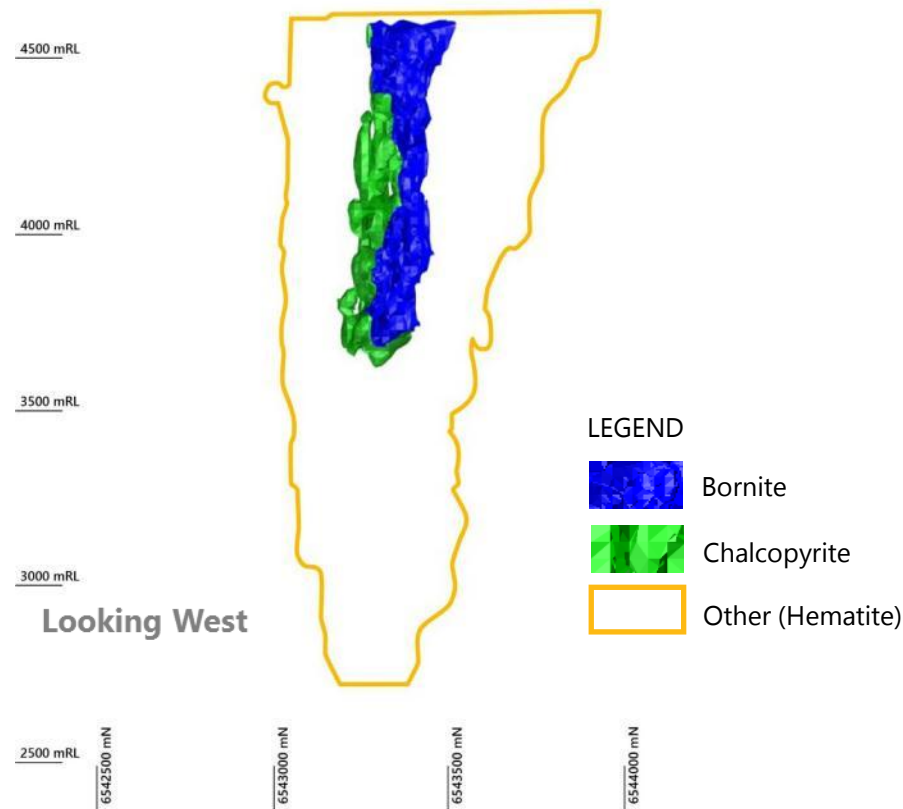 4500 mRL
4000 mRL
3500 mRL
LEGEND
Bornite
Chalcopyrite
3000 mRL
Other (Hematite)
Looking West
2500 mRL
6542500 mN
6543000 mN
6543500 mN
6544000 mN